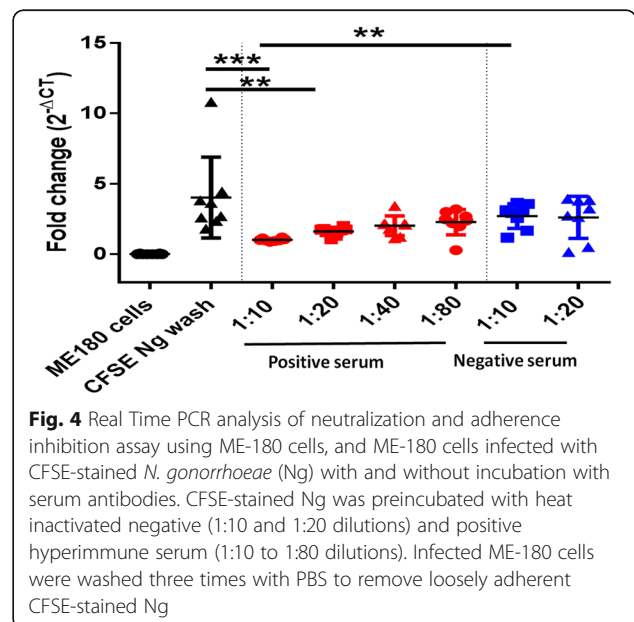 15
10
5
0
Fold change (2^-ΔCT)
***
**
**
ME180 cells
CFSE Ng wash
1:10
1:20
1:40
1:80
1:10
1:20
Positive serum
Negative serum
Fig. 4 Real Time PCR analysis of neutralization and adherence
inhibition assay using ME-180 cells, and ME-180 cells infected with
CFSE-stained N. gonorrhoeae (Ng) with and without incubation with
serum antibodies. CFSE-stained Ng was preincubated with heat
inactivated negative (1:10 and 1:20 dilutions) and positive
hyperimmune serum (1:10 to 1:80 dilutions). Infected ME-180 cells
were washed three times with PBS to remove loosely adherent
CFSE-stained Ng